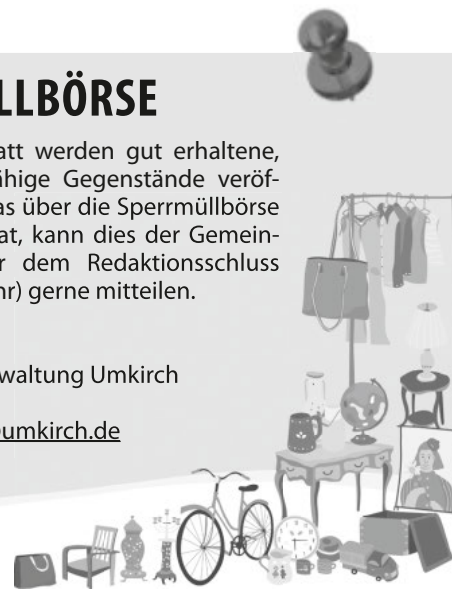 LLBÖRSE
att werden gut erhaltene,
ähige Gegenstände veröf-
as über die Sperrmüllbörse
at, kann dies der Gemein-
r dem Redaktionsschluss
hr) gerne mitteilen.
waltung Umkirch
umkirch.de